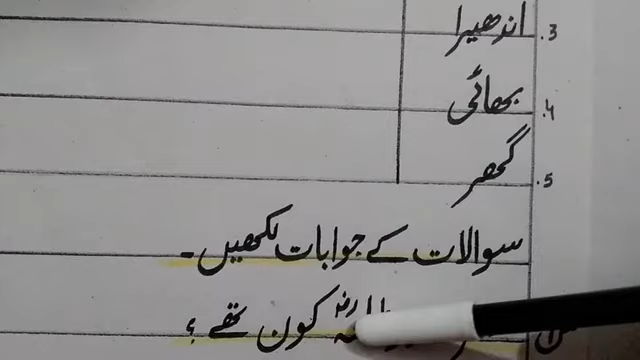 3. اندھیرا
4. بھائی
5. گھر
سوالات کے جوابات لکھیں۔
کون تھے؟